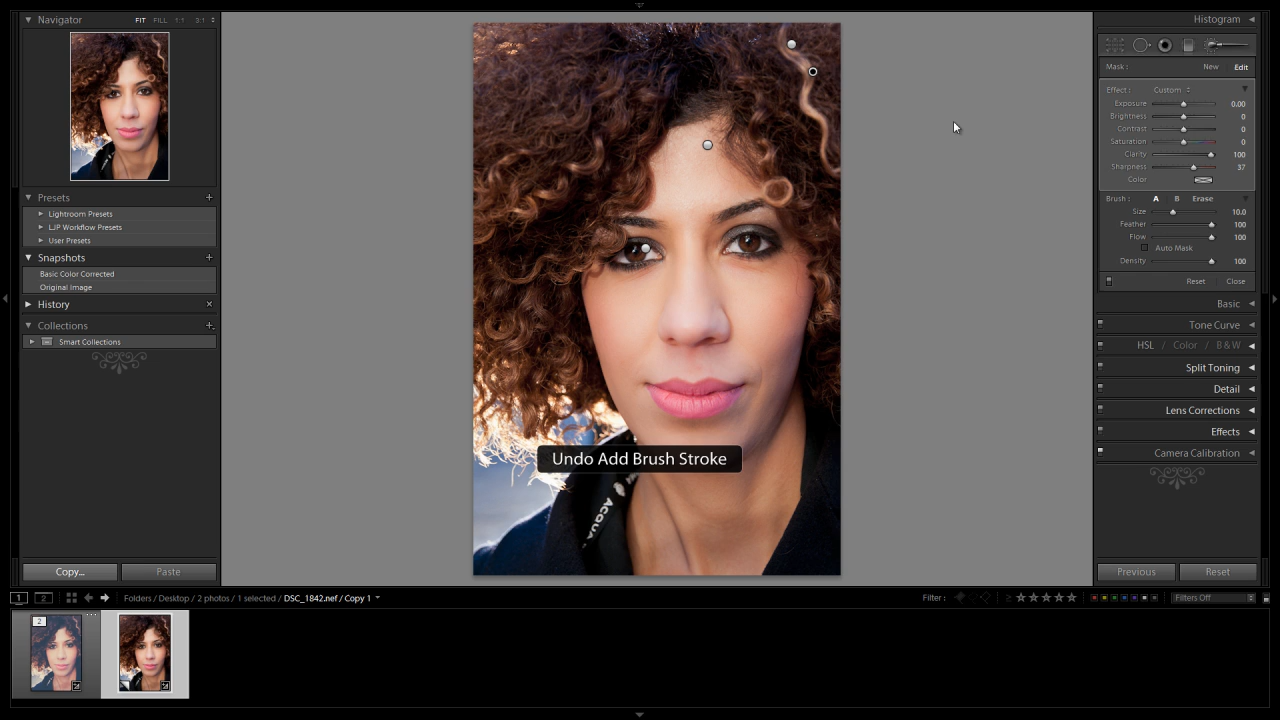 Navigator FIT FILL 1:1 3:1
Presets +
Lightroom Presets
LJP Workflow Presets
User Presets
Snapshots +
Basic Color Corrected
Original Image
History ×
Collections +
Smart Collections
Copy... Paste
ACQUA
Undo Add Brush Stroke
Histogram
Mask : New Edit
Effect : Custom
Exposure 0.00
Brightness 0
Contrast 0
Saturation 0
Clarity 100
Sharpness 37
Color
Brush : A B Erase
Size 10.0
Feather 100
Flow 100
Auto Mask
Density 100
Reset Close
Basic
Tone Curve
HSL / Color / B & W
Split Toning
Detail
Lens Corrections
Effects
Camera Calibration
Previous Reset
1 2 Folders / Desktop / 2 photos / 1 selected / DSC_1842.nef / Copy 1
Filter : ≥ Filters Off
2